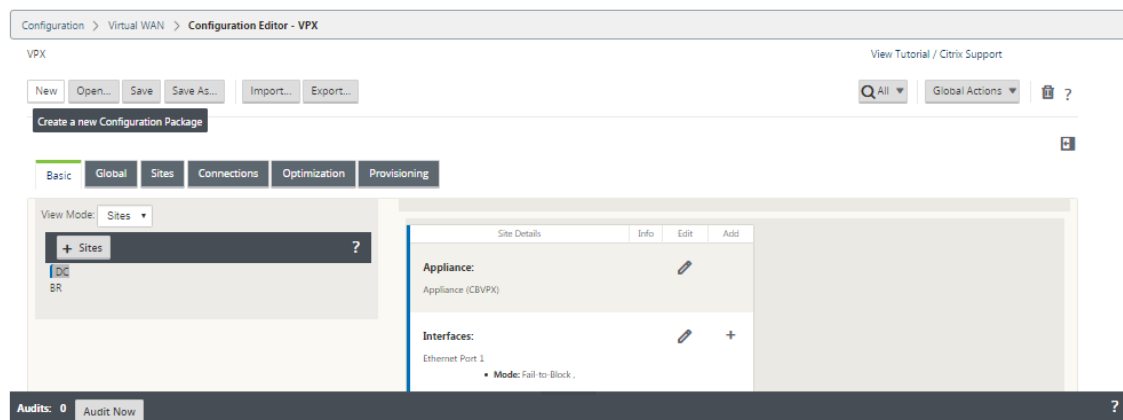 Configuration > Virtual WAN > Configuration Editor - VPX
VPX
View Tutorial / Citrix Support
New Open... Save Save As... Import... Export... All ▼ Global Actions ▼ ?
Create a new Configuration Package
Basic Global Sites Connections Optimization Provisioning
View Mode: Sites ▼
+ Sites ?
DC
BR
Site Details Info Edit Add
Appliance:
Appliance (CBVPX)
Interfaces: +
Ethernet Port 1
• Mode: Fail-to-Block ,
Audits: 0 Audit Now ?